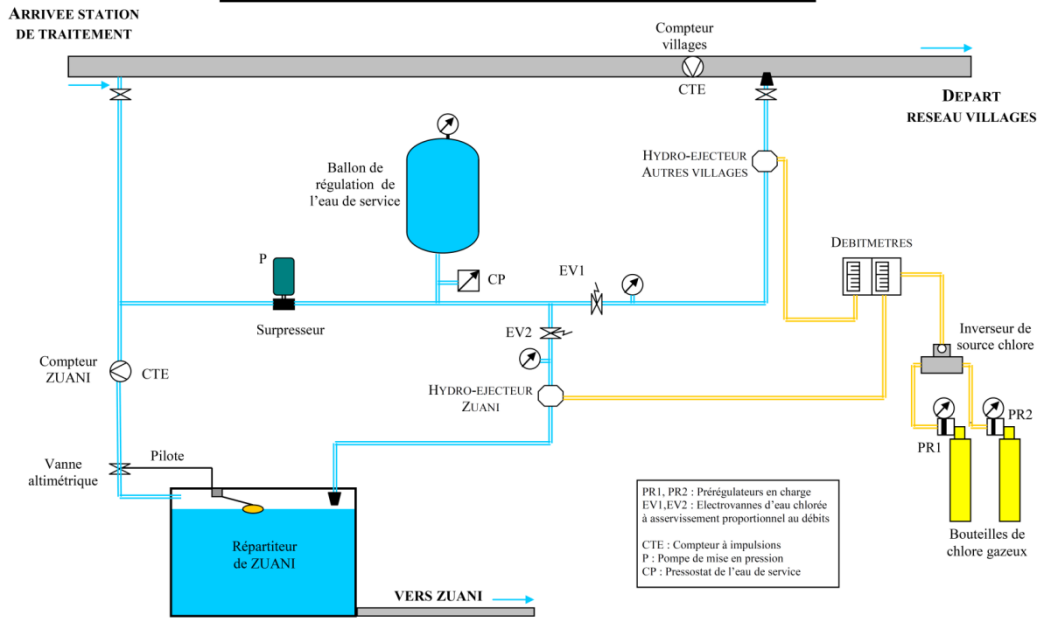 ARRIVEE STATION
DE TRAITEMENT
Compteur
villages
CTE
DEPART
RESEAU VILLAGES
HYDRO-EJECTEUR
AUTRES VILLAGES
Ballon de
régulation de
l'eau de service
DEBITMETRES
P
CP
EV1
Surpresseur
EV2
Inverseur de
source chlore
Compteur
ZUANI
CTE
HYDRO-EJECTEUR
ZUANI
PR1
PR2
Vanne
altimétrique
Pilote
PR1, PR2 : Prérégulateurs en charge
EV1,EV2 : Electrovannes d'eau chlorée
à asservissement proportionnel au débits
CTE : Compteur à impulsions
P : Pompe de mise en pression
CP : Pressostat de l'eau de service
Bouteilles de
chlore gazeux
Répartiteur
de ZUANI
VERS ZUANI